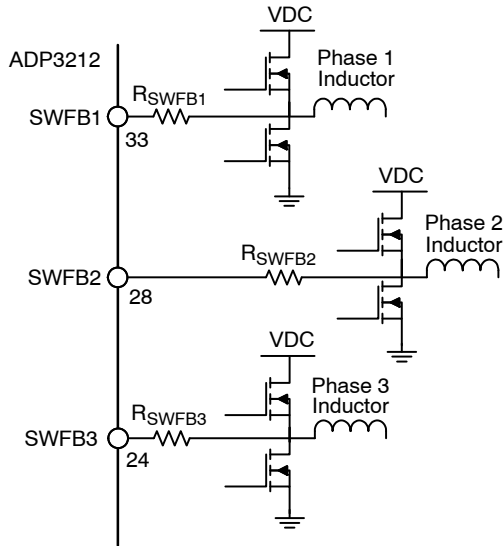 ADP3212
VDC
Phase 1
Inductor
RSWFB1
SWFB1
33
VDC
Phase 2
Inductor
RSWFB2
SWFB2
28
VDC
Phase 3
Inductor
RSWFB3
SWFB3
24